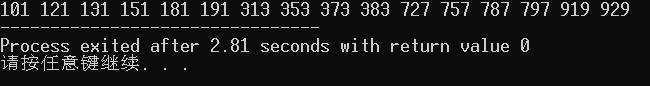 101 121 131 151 181 191 313 353 373 383 727 757 787 797 919 929
--------------------------------
Process exited after 2.81 seconds with return value 0
请按任意键继续. . .